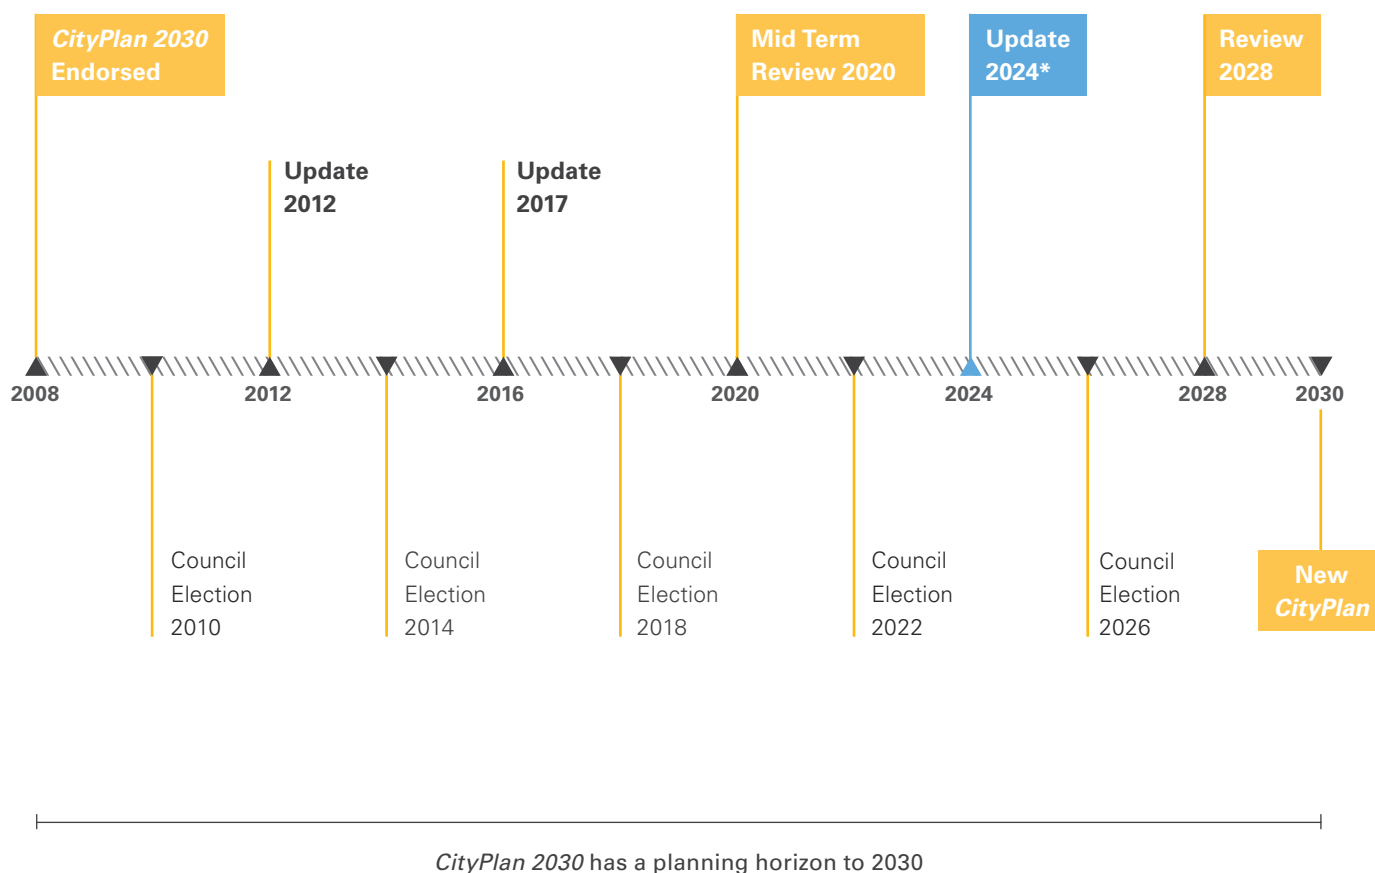 CityPlan 2030
Endorsed
Mid Term
Review 2020
Update
2024*
Review
2028
Update
2012
Update
2017
2008
2012
2016
2020
2024
2028
2030
Council
Election
2010
Council
Election
2014
Council
Election
2018
Council
Election
2022
Council
Election
2026
New
CityPlan
CityPlan 2030 has a planning horizon to 2030